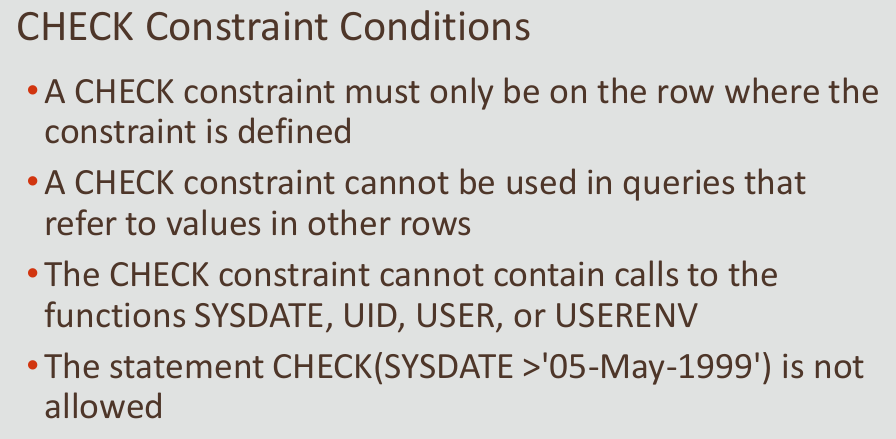 CHECK Constraint Conditions
•A CHECK constraint must only be on the row where the
constraint is defined
•A CHECK constraint cannot be used in queries that
refer to values in other rows
•The CHECK constraint cannot contain calls to the
functions SYSDATE, UID, USER, or USERENV
•The statement CHECK(SYSDATE >'05-May-1999') is not
allowed